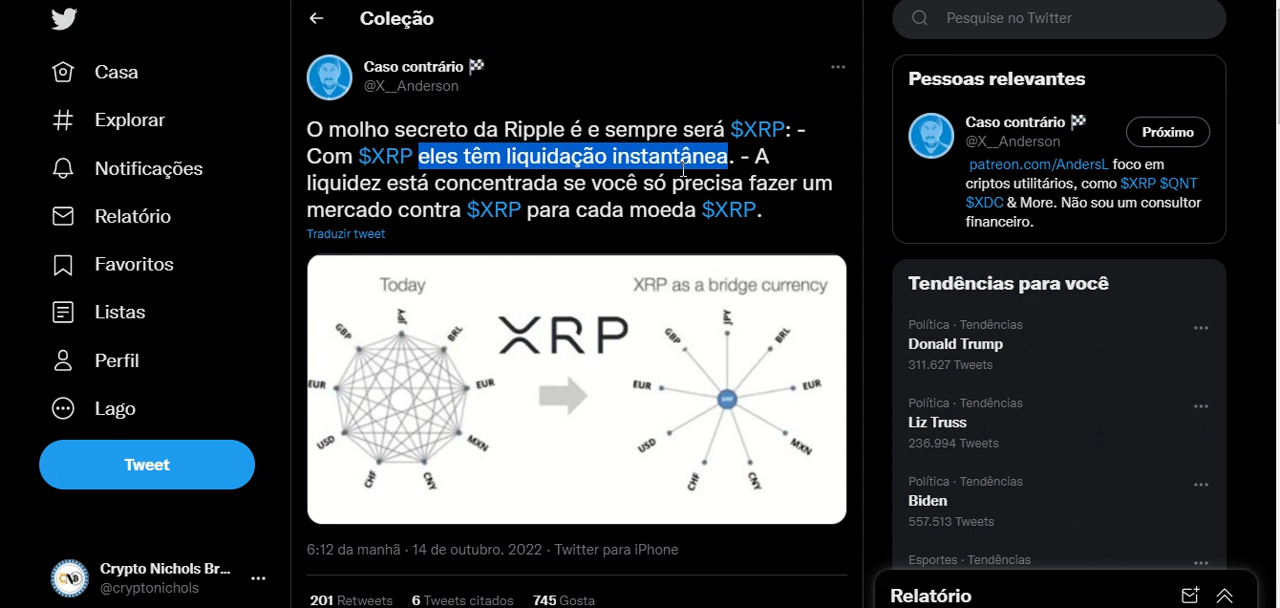 Coleção
Pesquise no Twitter
Casa
Explorar
Notificações
Relatório
Favoritos
Listas
Perfil
Lago
Tweet
Crypto Nichols Br...
@cryptonichols
Caso contrário
@X__Anderson
O molho secreto da Ripple é e sempre será $XRP: -
Com $XRP eles têm liquidação instantânea. - A
liquidez está concentrada se você só precisa fazer um
mercado contra $XRP para cada moeda $XRP.
Traduzir tweet
Today
XRP as a bridge currency
GBP
JPY
BRL
EUR
EUR
USD
MXN
CHF
CNY
XRP
GBP
JPY
BRL
EUR
EUR
XRP
USD
MXN
CHF
CNY
6:12 da manhã · 14 de outubro. 2022 · Twitter para iPhone
201 Retweets 6 Tweets citados 745 Gosta
Pessoas relevantes
Caso contrário
@X__Anderson
Próximo
patreon.com/AndersL foco em
criptos utilitários, como $XRP $QNT
$XDC & More. Não sou um consultor
financeiro.
Tendências para você
Política · Tendências
Donald Trump
311.627 Tweets
Política · Tendências
Liz Truss
236.994 Tweets
Política · Tendências
Biden
557.513 Tweets
Esportes · Tendências
Relatório